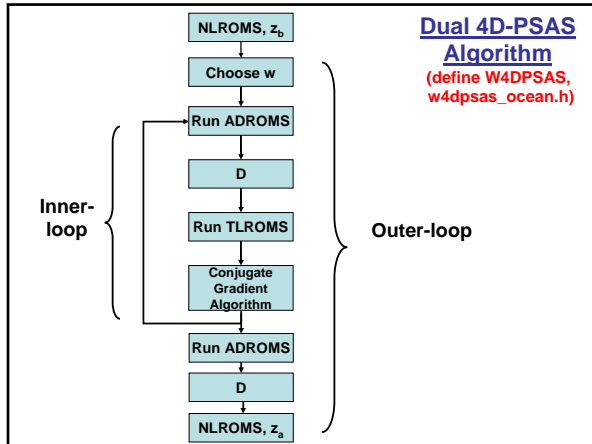 NLROMS, z_b
Dual 4D-PSAS
Algorithm
(define W4DPSAS,
w4dpsas_ocean.h)
Choose w
Run ADROMS
D
Inner-
loop
Run TLROMS
Outer-loop
Conjugate
Gradient
Algorithm
Run ADROMS
D
NLROMS, z_a